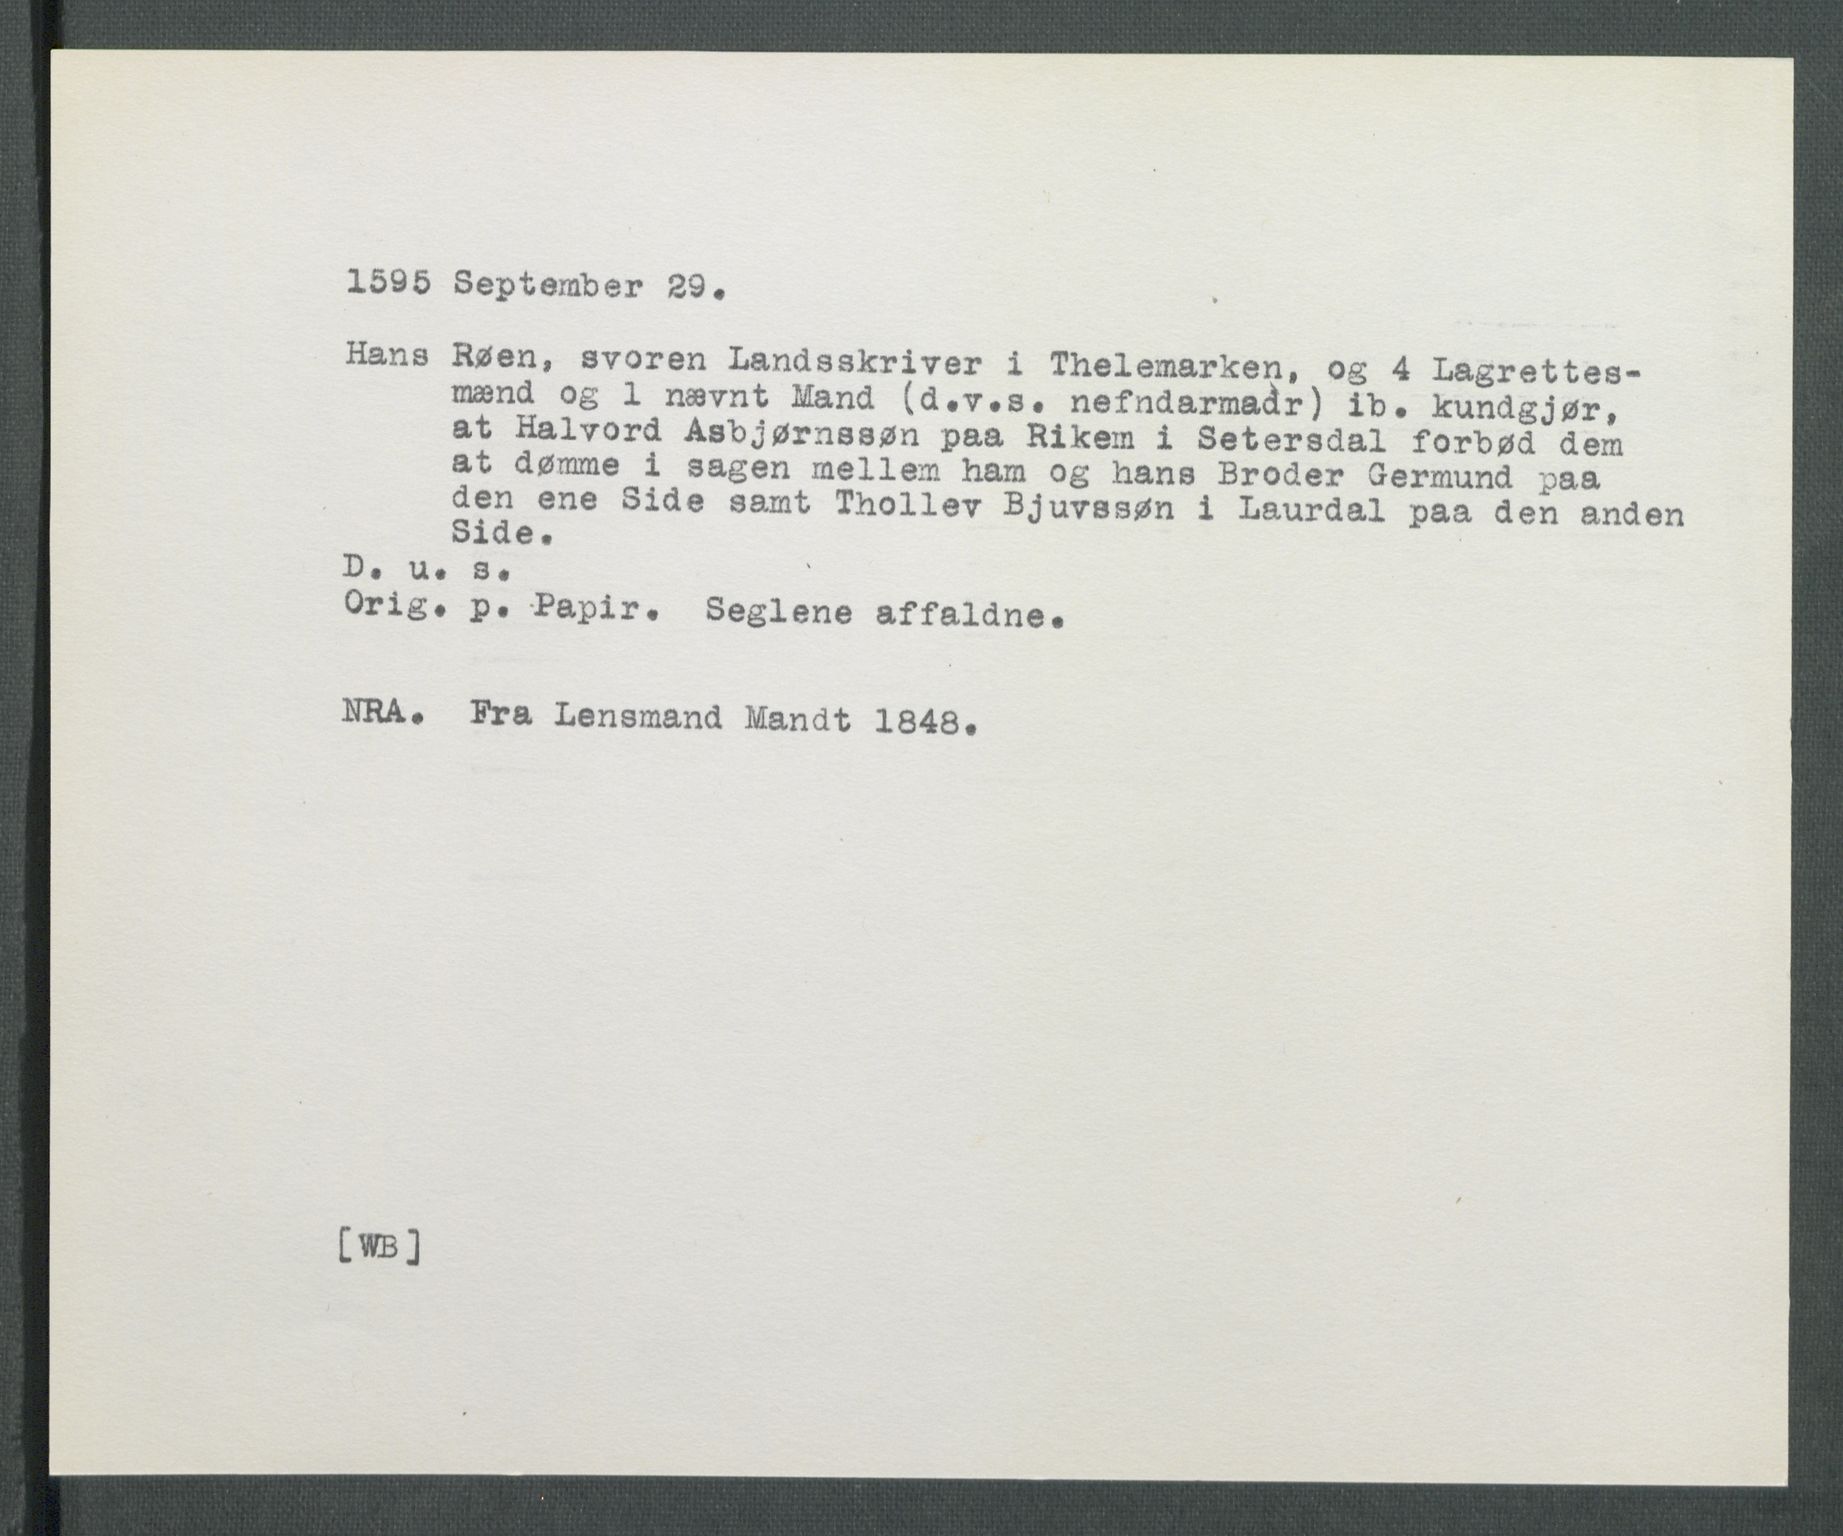 1595 September 29.
Hans Røen, svoren Landsskriver i Thelemarken, og 4 Lagrettes-
mænd og 1 nævnt Mand (d.v.s. nefndarmadr) ib. kundgjør,
at Halvord Asbjørnssøn paa Rikem i Setersdal forbød dem
at dømme i sagen mellem ham og hans Broder Germund paa
den ene Side samt Thollev Bjuvssøn i Laurdal paa den anden
Side.
D. u. s.
Orig. p. Papir. Seglene affaldne.
NRA. Fra Lensmand Mandt 1848.
[WB]